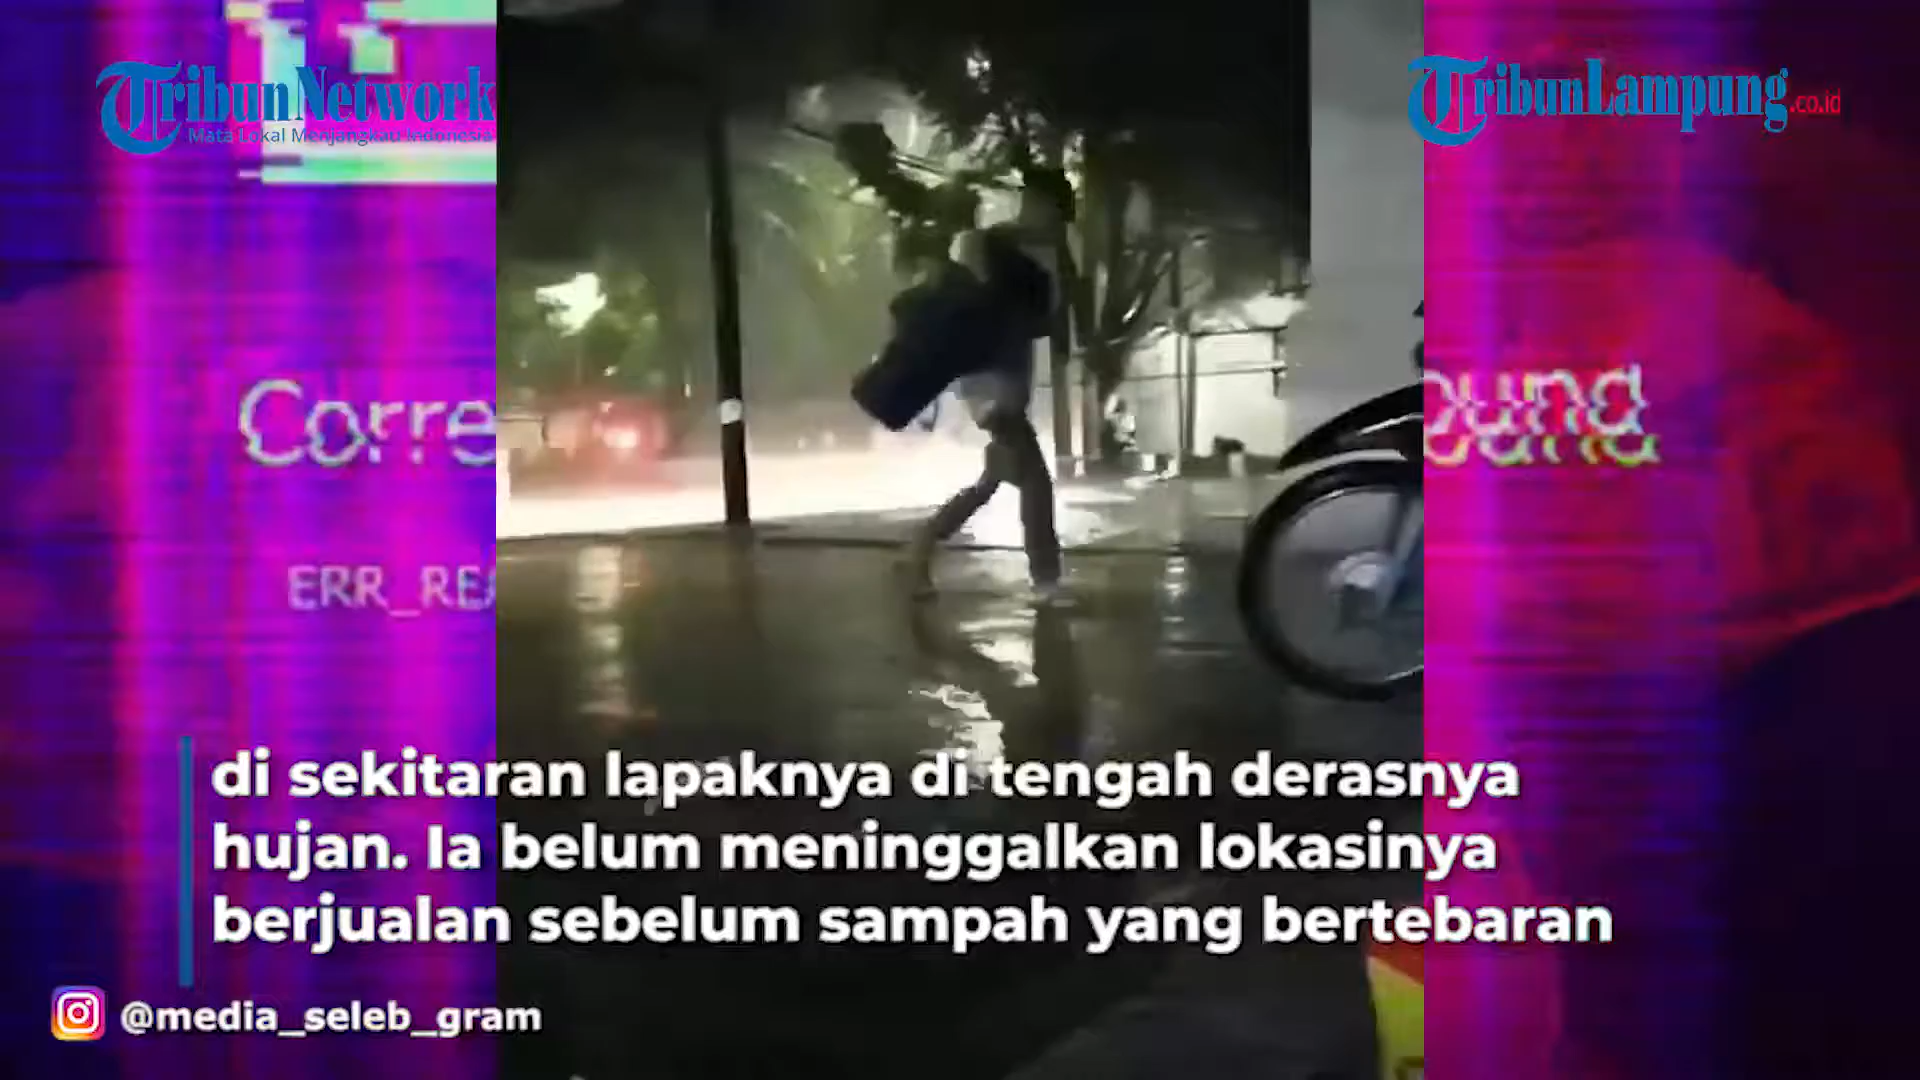 TribunNetwork
Mata Lokal Menjangkau Indonesia
TribunLampung.co.id
Corre
ound
ERR_REA
di sekitaran lapaknya di tengah derasnya
hujan. Ia belum meninggalkan lokasinya
berjualan sebelum sampah yang bertebaran
@media_seleb_gram